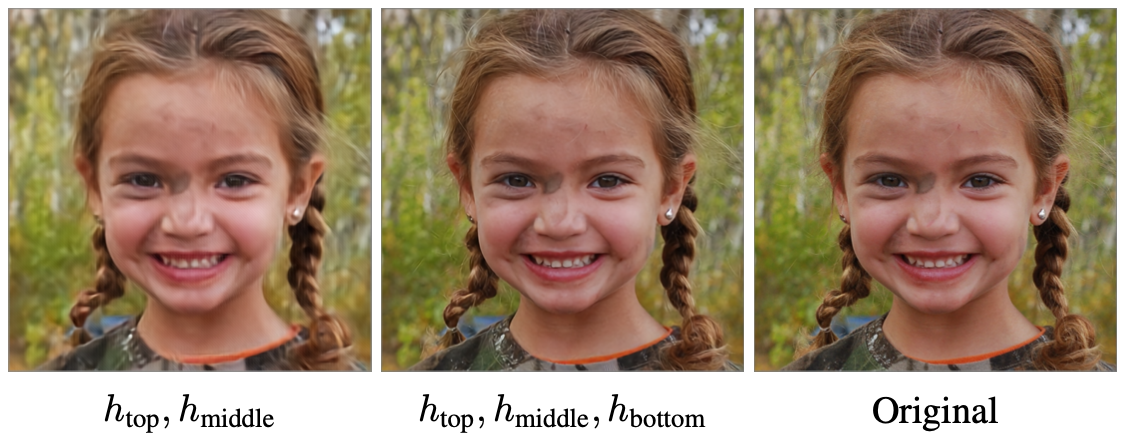 h_top, h_middle
h_top, h_middle, h_bottom
Original